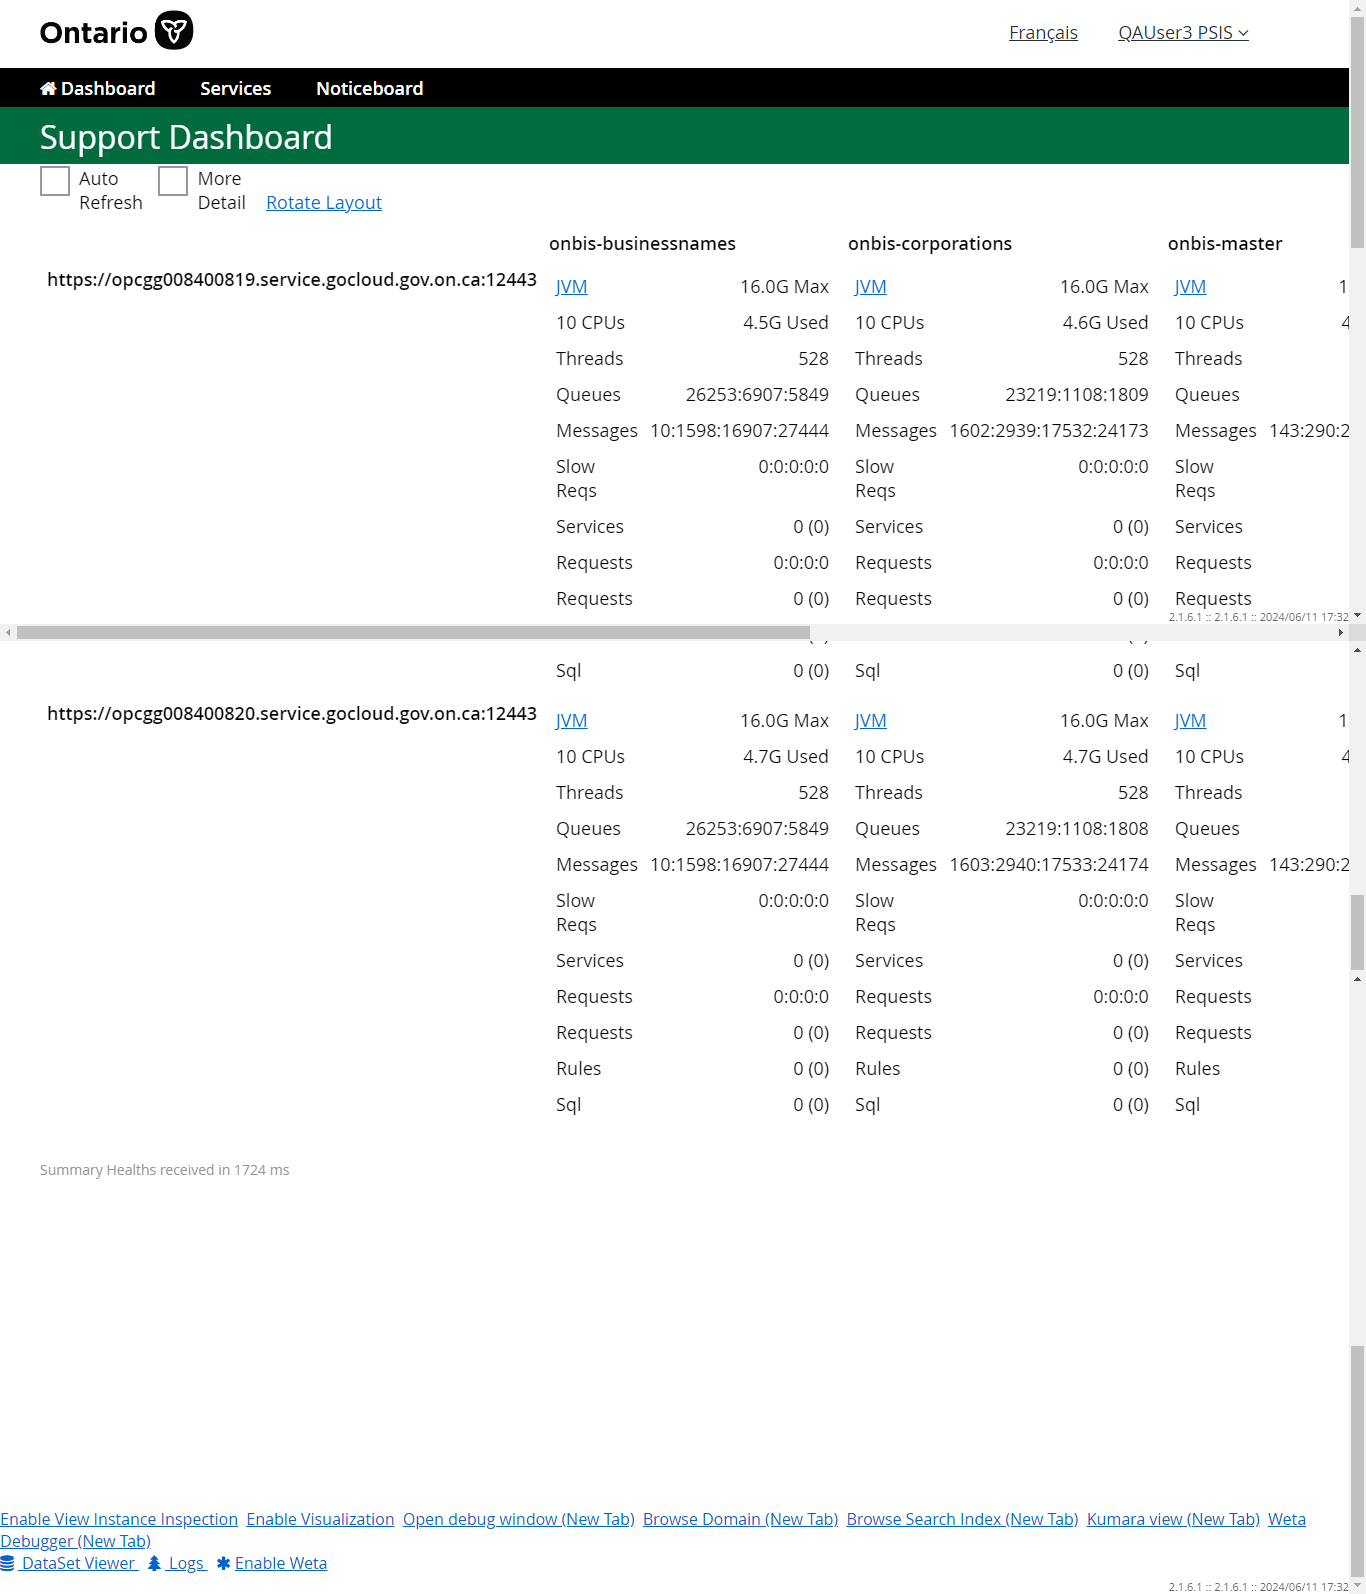 Ontario
Français QAUser3 PSIS
Dashboard Services Noticeboard
Support Dashboard
Auto Refresh More Detail Rotate Layout
onbis-businessnames onbis-corporations onbis-master
https://opcgg008400819.service.gocloud.gov.on.ca:12443
JVM 16.0G Max JVM 16.0G Max JVM 1
10 CPUs 4.5G Used 10 CPUs 4.6G Used 10 CPUs 4
Threads 528 Threads 528 Threads
Queues 26253:6907:5849 Queues 23219:1108:1809 Queues
Messages 10:1598:16907:27444 Messages 1602:2939:17532:24173 Messages 143:290:2
Slow Reqs 0:0:0:0:0 Slow Reqs 0:0:0:0:0 Slow Reqs
Services 0 (0) Services 0 (0) Services
Requests 0:0:0:0 Requests 0:0:0:0 Requests
Requests 0 (0) Requests 0 (0) Requests
2.1.6.1 :: 2.1.6.1 :: 2024/06/11 17:32
Sql 0 (0) Sql 0 (0) Sql
https://opcgg008400820.service.gocloud.gov.on.ca:12443
JVM 16.0G Max JVM 16.0G Max JVM 1
10 CPUs 4.7G Used 10 CPUs 4.7G Used 10 CPUs 4
Threads 528 Threads 528 Threads
Queues 26253:6907:5849 Queues 23219:1108:1808 Queues
Messages 10:1598:16907:27444 Messages 1603:2940:17533:24174 Messages 143:290:2
Slow Reqs 0:0:0:0:0 Slow Reqs 0:0:0:0:0 Slow Reqs
Services 0 (0) Services 0 (0) Services
Requests 0:0:0:0 Requests 0:0:0:0 Requests
Requests 0 (0) Requests 0 (0) Requests
Rules 0 (0) Rules 0 (0) Rules
Sql 0 (0) Sql 0 (0) Sql
Summary Healths received in 1724 ms
Enable View Instance Inspection Enable Visualization Open debug window (New Tab) Browse Domain (New Tab) Browse Search Index (New Tab) Kumara view (New Tab) Weta
Debugger (New Tab)
DataSet Viewer Logs Enable Weta
2.1.6.1 :: 2.1.6.1 :: 2024/06/11 17:32